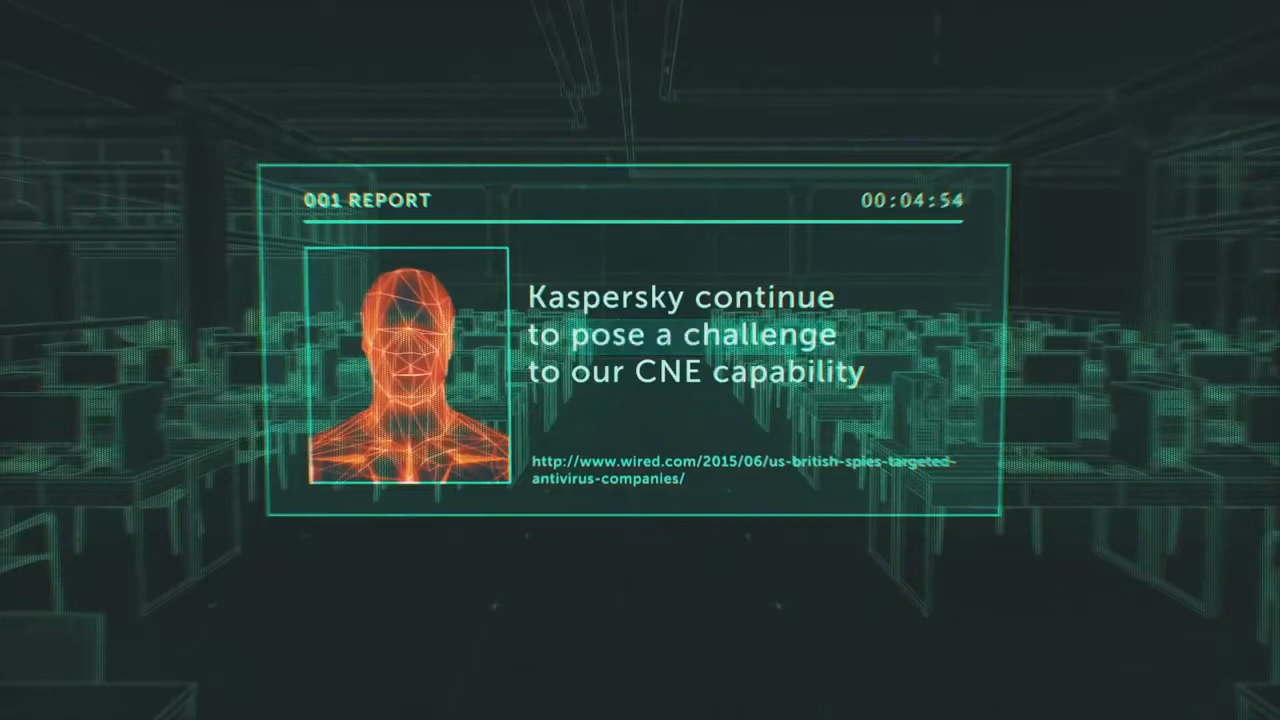 001 REPORT
00:04:54
Kaspersky continue
to pose a challenge
to our CNE capability
http://www.wired.com/2015/06/us-british-spies-targeted-
antivirus-companies/